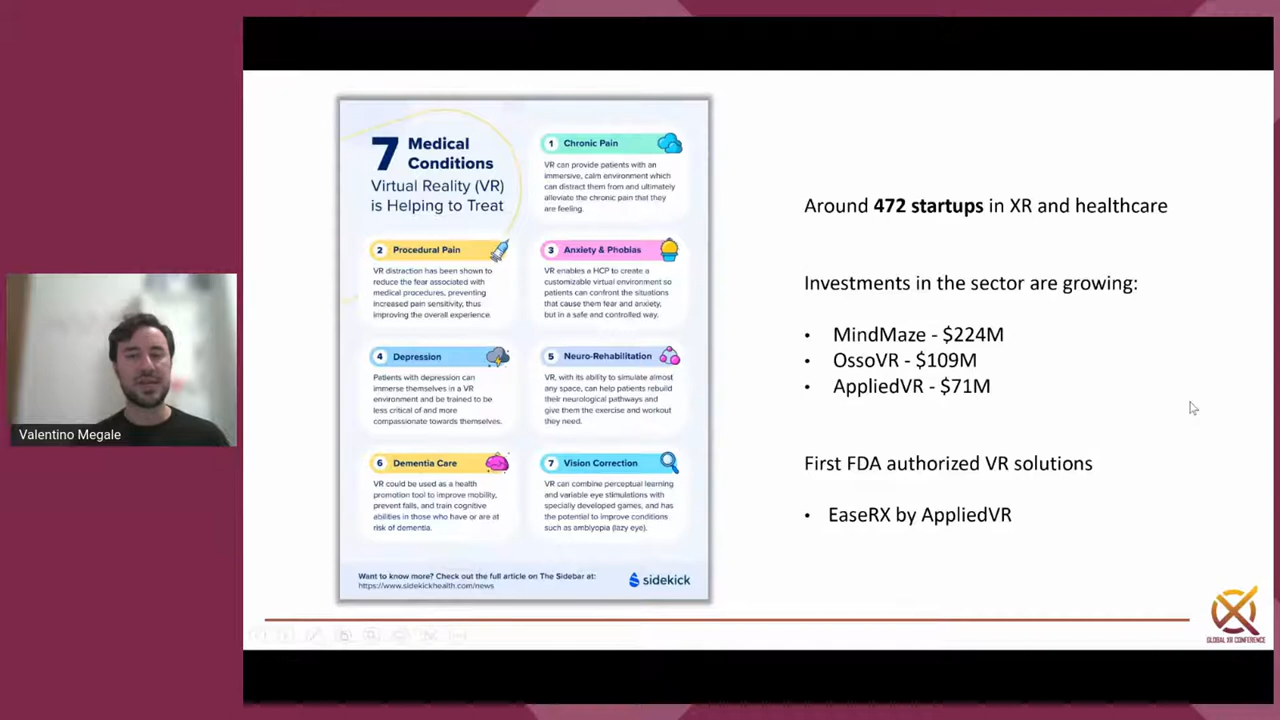 Valentino Megale
7 Medical
Conditions
Virtual Reality (VR)
is Helping to Treat
1 Chronic Pain
VR can provide patients with an
immersive, calm environment which
can distract them from and ultimately
alleviate the chronic pain that they
are feeling.
2 Procedural Pain
VR distraction has been shown to
reduce the fear associated with
medical procedures, preventing
increased pain sensitivity, thus
improving the overall experience.
3 Anxiety & Phobias
VR enables a HCP to create a
customizable virtual environment so
patients can confront the situations
that cause them fear and anxiety,
but in a safe and controlled way.
4 Depression
Patients with depression can
immerse themselves in a VR
environment and be trained to be
less critical of and more
compassionate towards themselves.
5 Neuro-Rehabilitation
VR, with its ability to simulate almost
any space, can help patients rebuild
their neurological pathways and
give them the exercise and workout
they need.
6 Dementia Care
VR could be used as a health
promotion tool to improve mobility,
prevent falls, and train cognitive
abilities in those who have or are at
risk of dementia.
7 Vision Correction
VR can combine perceptual learning
and variable eye stimulations with
specially developed games, and has
the potential to improve conditions
such as amblyopia (lazy eye).
Want to know more? Check out the full article on The Sidebar at:
https://www.sidekickhealth.com/news
sidekick
Around 472 startups in XR and healthcare
Investments in the sector are growing:
• MindMaze - $224M
• OssoVR - $109M
• AppliedVR - $71M
First FDA authorized VR solutions
• EaseRX by AppliedVR
GLOBAL XR CONFERENCE